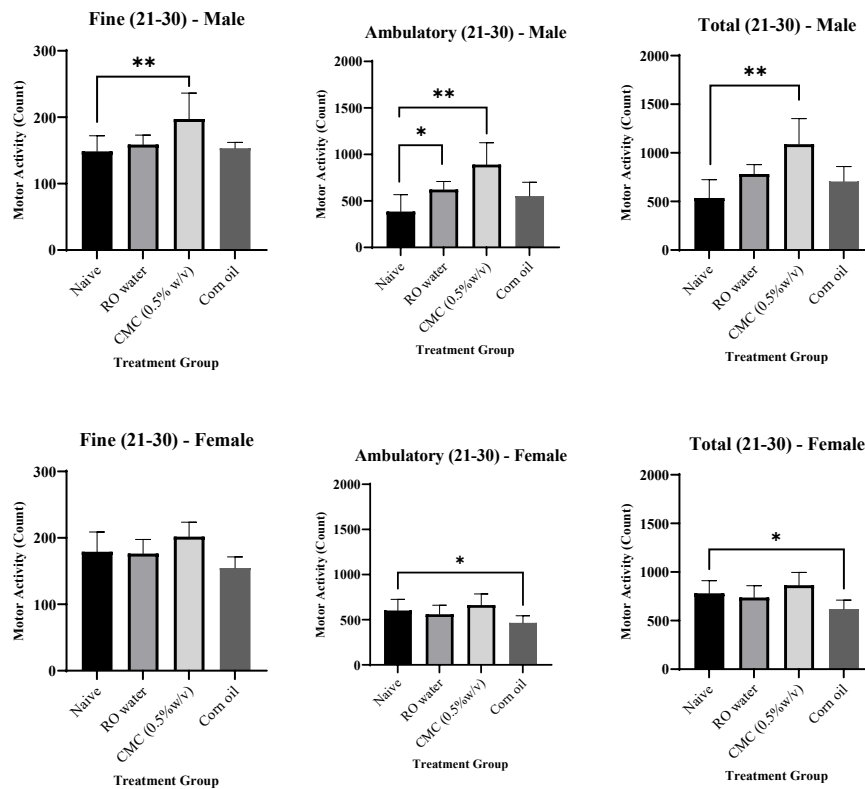 Fine (21-30) - Male
300
200
100
0
Motor Activity (Count)
**
Naive
RO water
CMC (0.5% w/v)
Corn oil
Treatment Group
Ambulatory (21-30) - Male
2000
1500
1000
500
0
Motor Activity (Count)
**
*
Naive
RO water
CMC (0.5% w/v)
Corn oil
Treatment Group
Total (21-30) - Male
2000
1500
1000
500
0
Motor Activity (Count)
**
Naive
RO water
CMC (0.5% w/v)
Corn oil
Treatment Group
Fine (21-30) - Female
300
200
100
0
Motor Activity (Count)
Naive
RO water
CMC (0.5%w/v)
Corn oil
Treatment Group
Ambulatory (21-30) - Female
2000
1500
1000
500
0
Motor Activity (Count)
*
Naive
RO water
CMC (0.5%w/v)
Corn oil
Treatment Group
Total (21-30) - Female
2000
1500
1000
500
0
Motor Activity (Count)
*
Naive
RO water
CMC (0.5%w/v)
Corn oil
Treatment Group